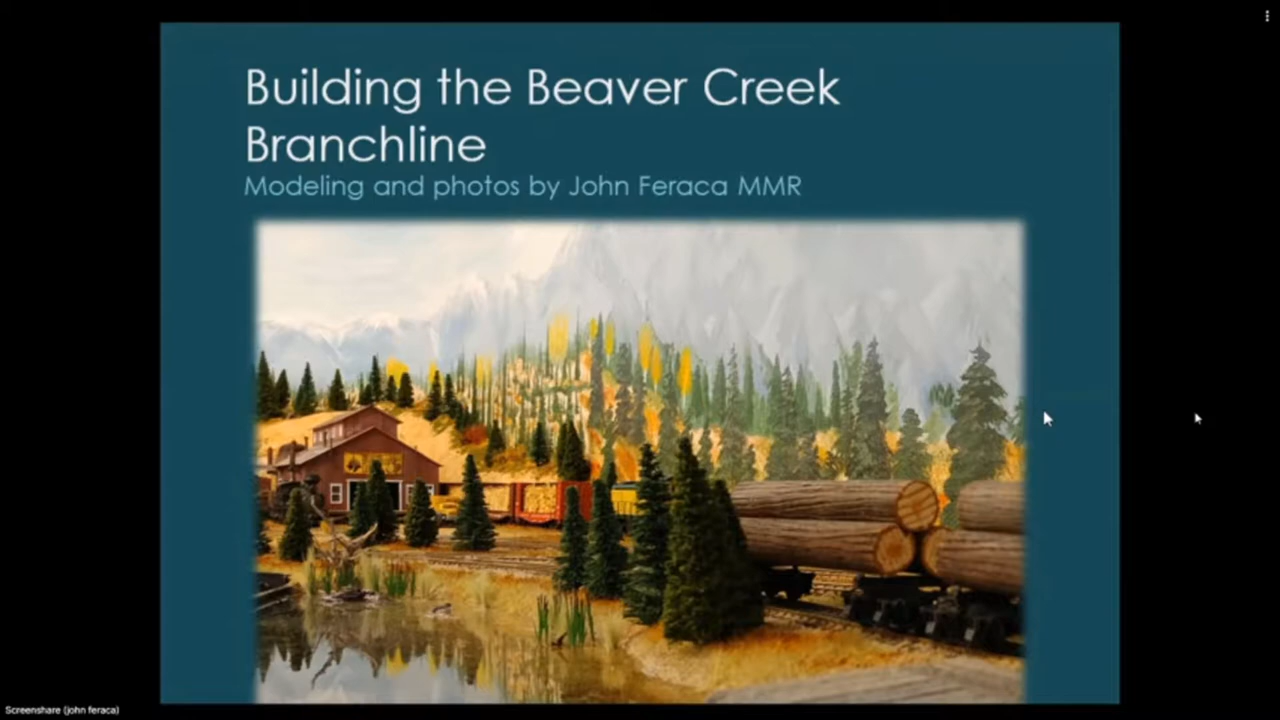 Building the Beaver Creek
Branchline
Modeling and photos by John Feraca MMR
Screenshare (john feraca)